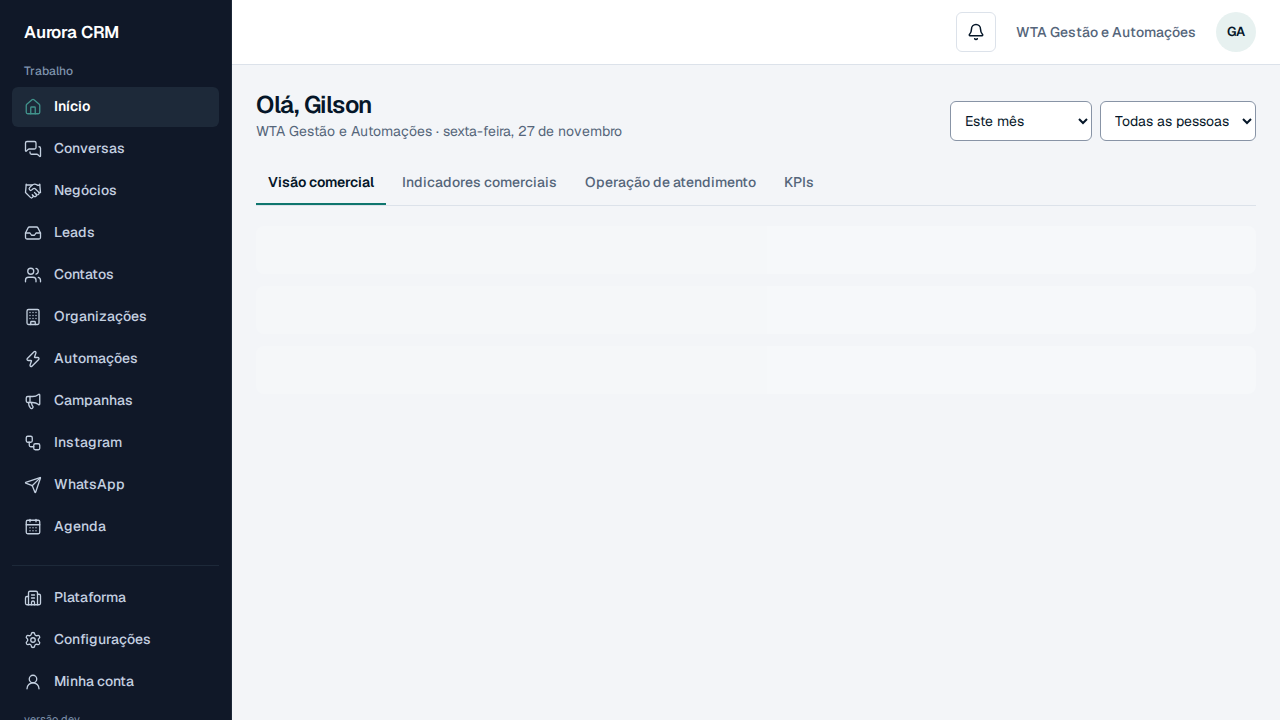 Aurora CRM
Trabalho
Início
Conversas
Negócios
Leads
Contatos
Organizações
Automações
Campanhas
Instagram
WhatsApp
Agenda
Plataforma
Configurações
Minha conta
versão dev
WTA Gestão e Automações
GA
Olá, Gilson
WTA Gestão e Automações · sexta-feira, 27 de novembro
Este mês
Todas as pessoas
Visão comercial
Indicadores comerciais
Operação de atendimento
KPIs